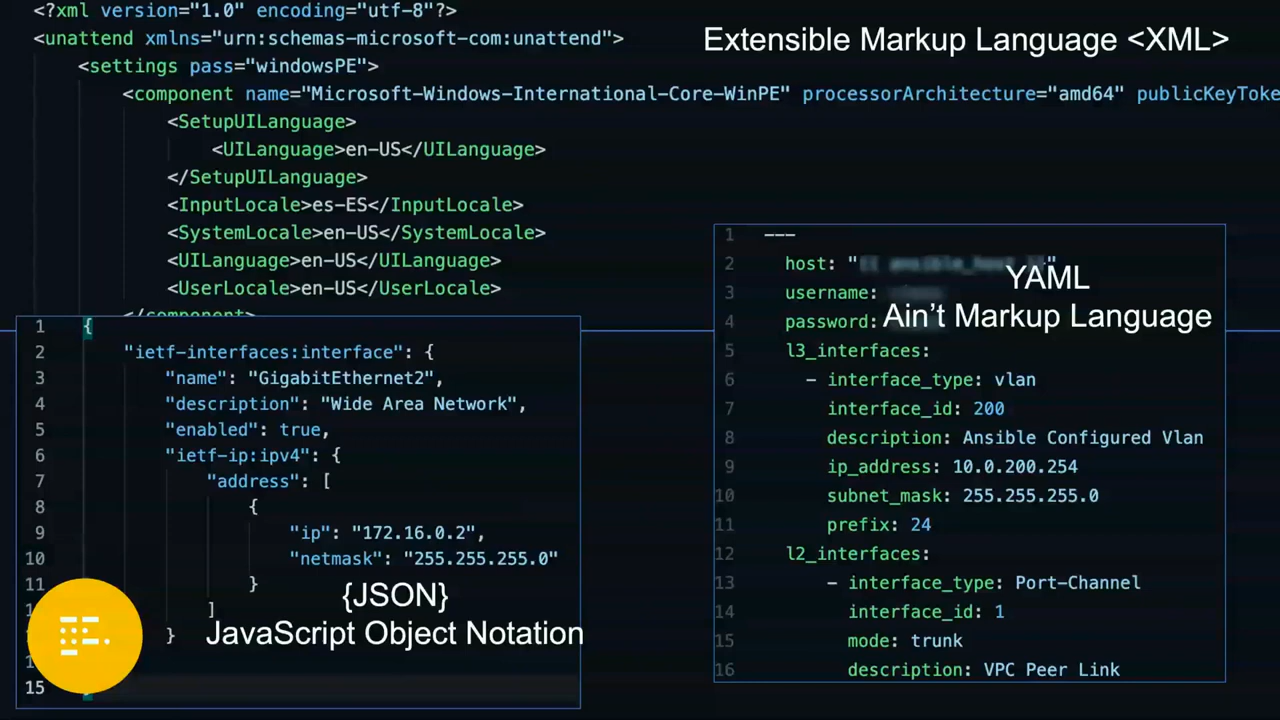 <?xml version="1.0" encoding="utf-8"?>
<unattend xmlns="urn:schemas-microsoft-com:unattend">
<settings pass="windowsPE">
<component name="Microsoft-Windows-International-Core-WinPE" processorArchitecture="amd64" publicKeyToke
<SetupUILanguage>
<UILanguage>en-US</UILanguage>
</SetupUILanguage>
<InputLocale>es-ES</InputLocale>
<SystemLocale>en-US</SystemLocale>
<UILanguage>en-US</UILanguage>
<UserLocale>en-US</UserLocale>
</component>
Extensible Markup Language <XML>
1 {
2 "ietf-interfaces:interface": {
3 "name": "GigabitEthernet2",
4 "description": "Wide Area Network",
5 "enabled": true,
6 "ietf-ip:ipv4": {
7 "address": [
8 {
9 "ip": "172.16.0.2",
10 "netmask": "255.255.255.0"
11 }
]
}
15
{JSON}
JavaScript Object Notation
1 ---
2 host: "
3 username:
4 password:
5 l3_interfaces:
6 - interface_type: vlan
7 interface_id: 200
8 description: Ansible Configured Vlan
9 ip_address: 10.0.200.254
10 subnet_mask: 255.255.255.0
11 prefix: 24
12 l2_interfaces:
13 - interface_type: Port-Channel
14 interface_id: 1
15 mode: trunk
16 description: VPC Peer Link
YAML
Ain't Markup Language